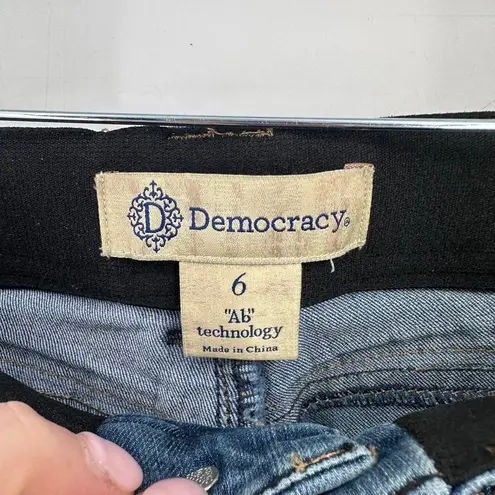 D Democracy®
6
"Ab"
technology
Made in China